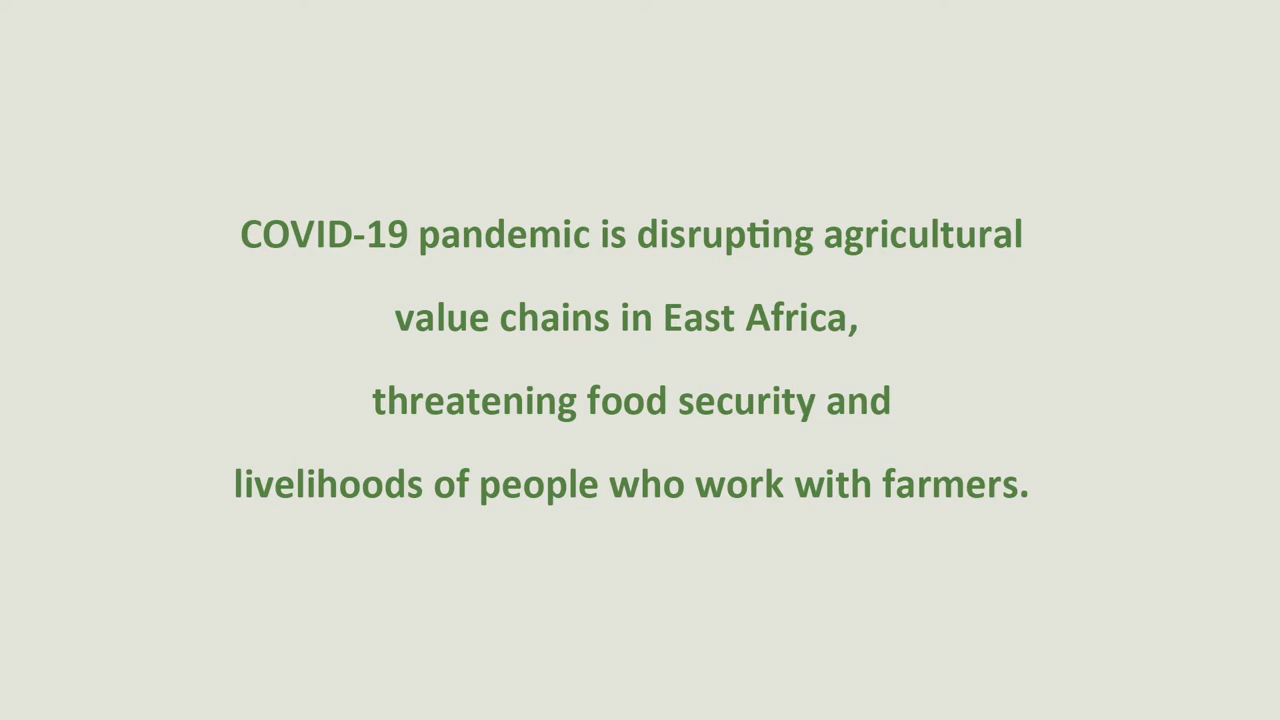 COVID-19 pandemic is disrupting agricultural
value chains in East Africa,
threatening food security and
livelihoods of people who work with farmers.